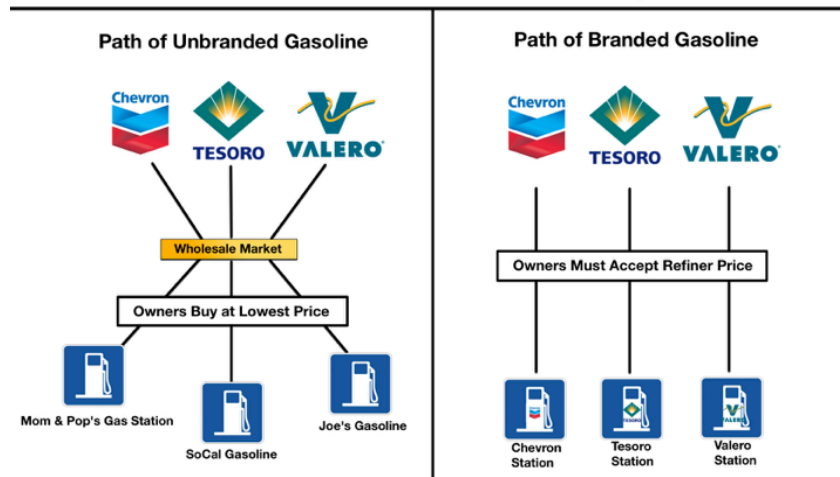 Path of Unbranded Gasoline
Chevron
TESORO
VALERO
Wholesale Market
Owners Buy at Lowest Price
Mom & Pop's Gas Station
SoCal Gasoline
Joe's Gasoline
Path of Branded Gasoline
Chevron
TESORO
VALERO
Owners Must Accept Refiner Price
VALERO
Chevron
Station
Tesoro
Station
Valero
Station